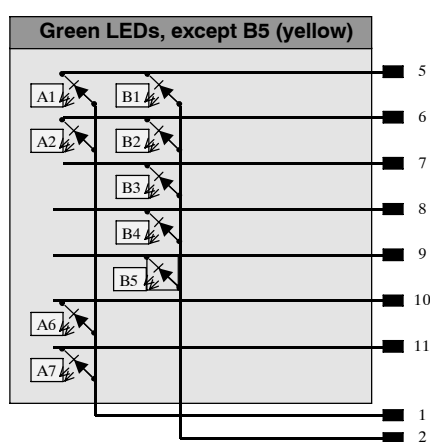 Green LEDs, except B5 (yellow)
5
A1 B1
6
A2 B2
7
B3
8
B4
9
B5
10
A6
11
A7
1
2